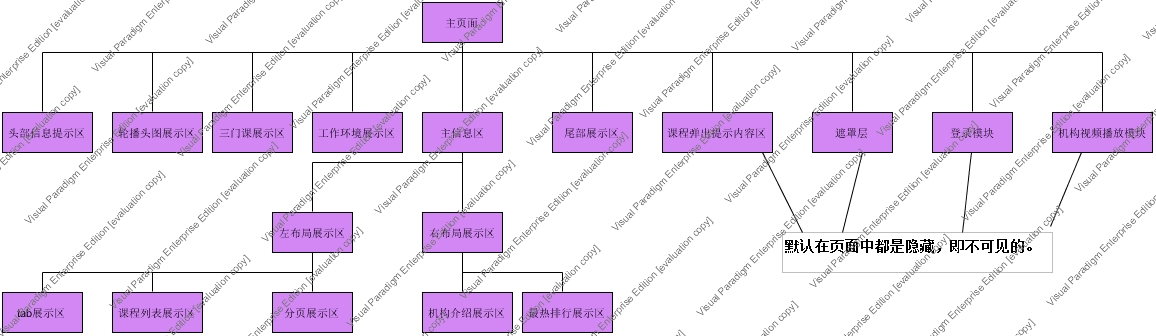 主页面
头部信息提示区
轮播头图展示区
三门课展示区
工作环境展示区
主信息区
尾部展示区
课程弹出提示内容区
遮罩层
登录模块
机构视频播放模块
左布局展示区
右布局展示区
默认在页面中都是隐藏，即不可见的。
tab展示区
课程列表展示区
分页展示区
机构介绍展示区
最热排行展示区
Visual Paradigm Enterprise Edition [evaluation copy]